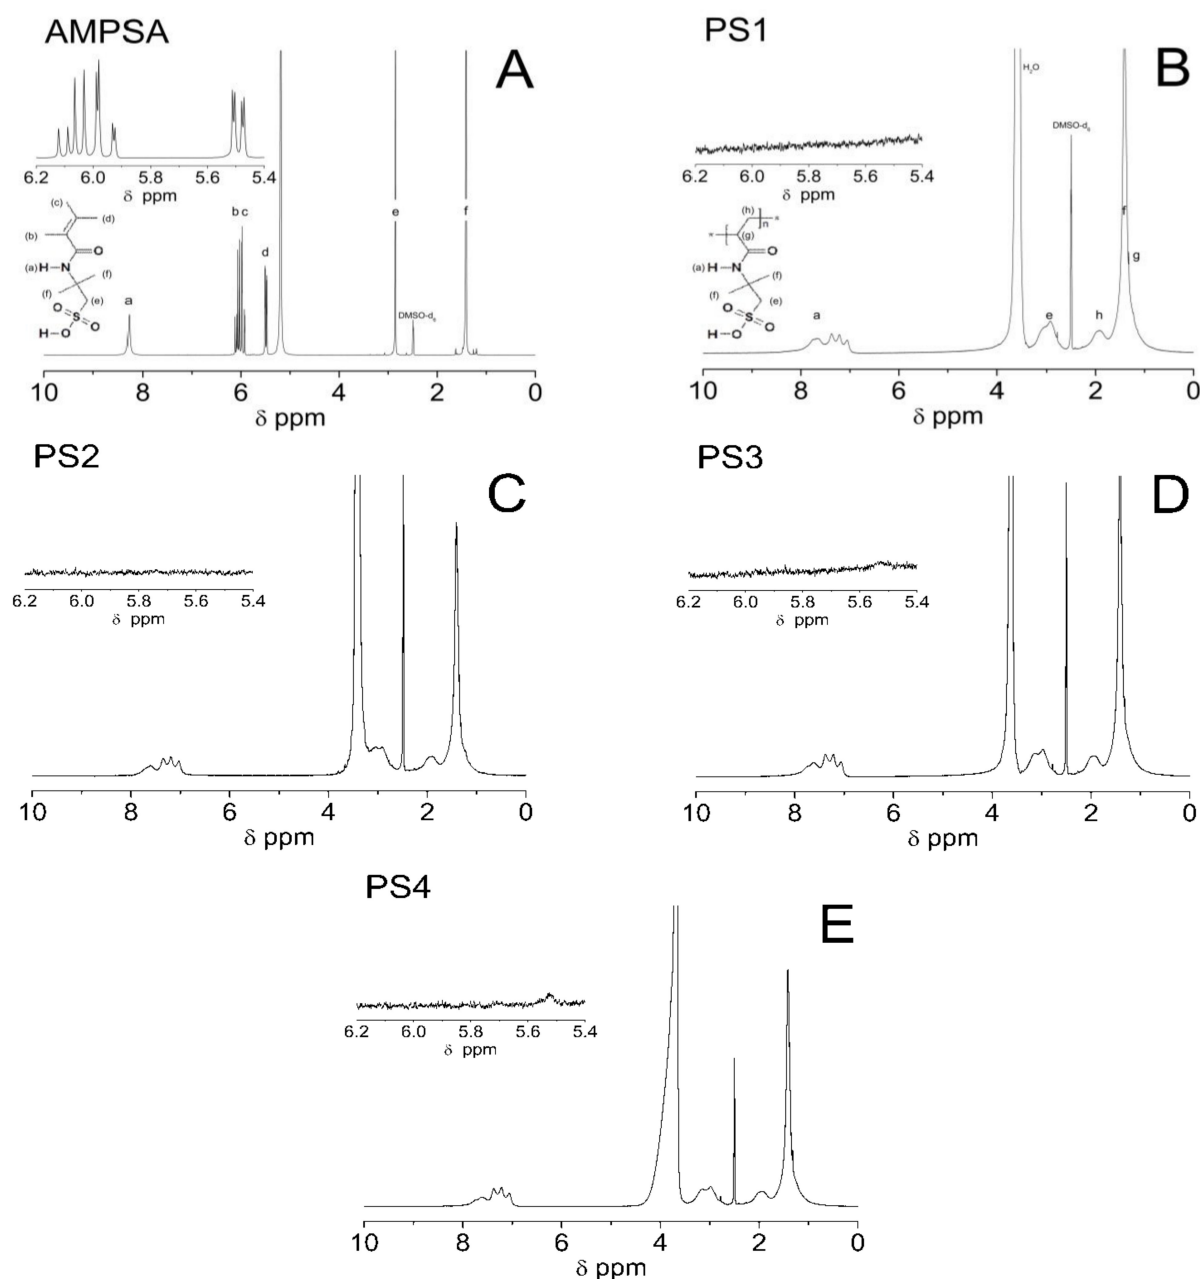 AMPSA
A
6.2 6.0 5.8 5.6 5.4
δ ppm
(c)
(d)
(b)
O
(a) H N
(f)
(f)
(e)
O S O
H O
a
b c
d
e
f
DMSO-d6
10 8 6 4 2 0
δ ppm
PS1
B
H2O
DMSO-d6
6.2 6.0 5.8 5.6 5.4
δ ppm
(h)
* n *
(g)
O
(a) H N
(f)
(f)
(e)
O S O
H O
a
e
h
f
g
10 8 6 4 2 0
δ ppm
PS2
C
6.2 6.0 5.8 5.6 5.4
δ ppm
10 8 6 4 2 0
δ ppm
PS3
D
6.2 6.0 5.8 5.6 5.4
δ ppm
10 8 6 4 2 0
δ ppm
PS4
E
6.2 6.0 5.8 5.6 5.4
δ ppm
10 8 6 4 2 0
δ ppm